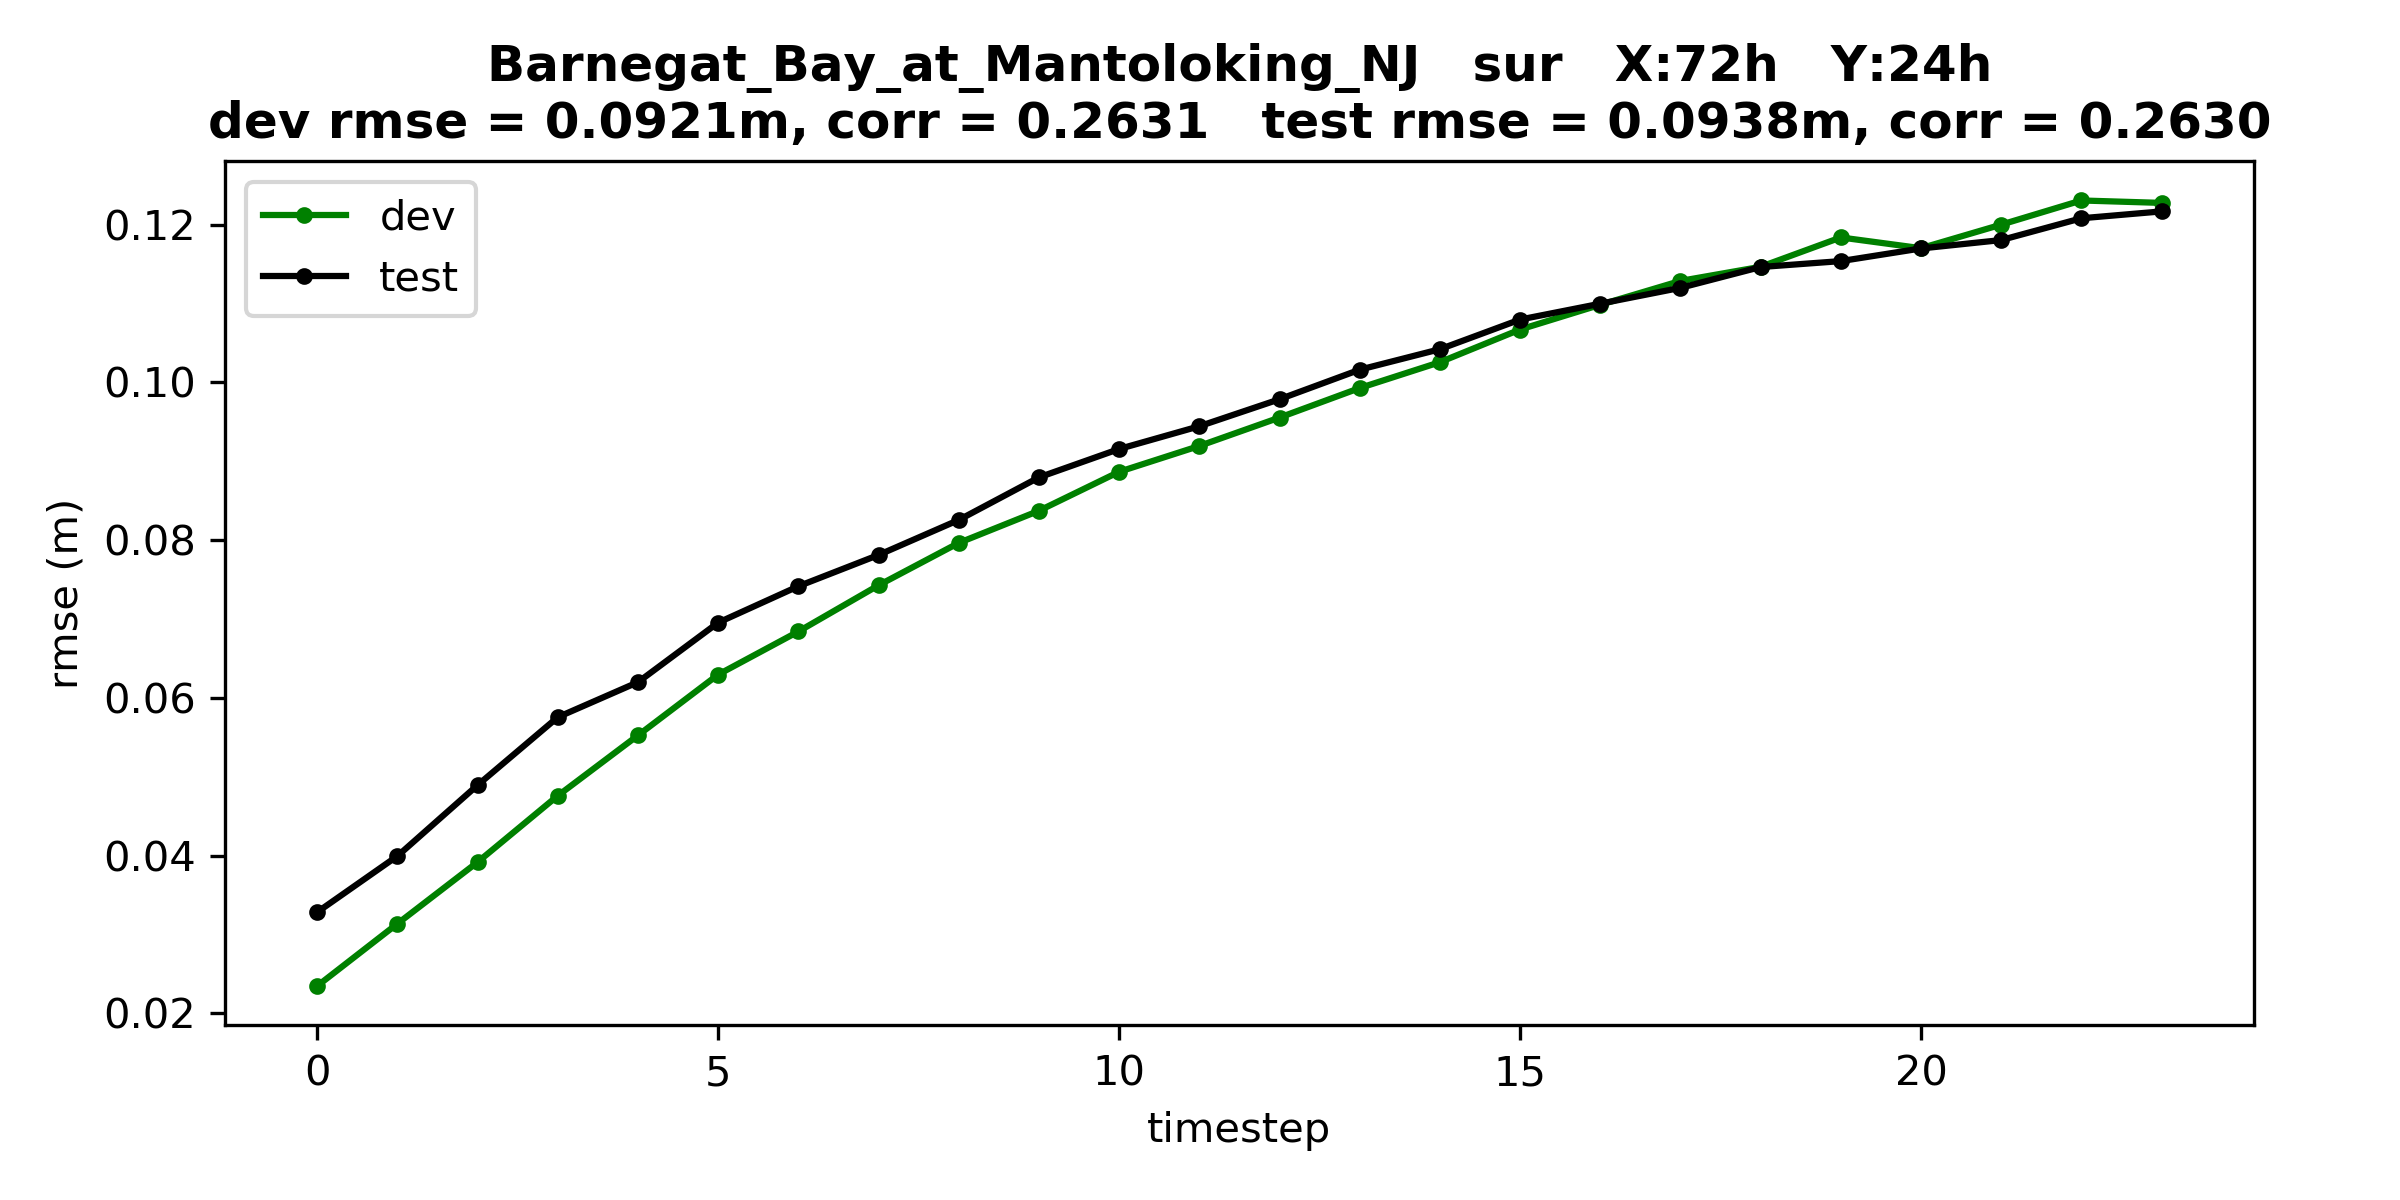 Barnegat_Bay_at_Mantoloking_NJ sur X:72h Y:24h
dev rmse = 0.0921m, corr = 0.2631 test rmse = 0.0938m, corr = 0.2630
dev
test
0.12
0.10
0.08
0.06
0.04
0.02
rmse (m)
0 5 10 15 20
timestep